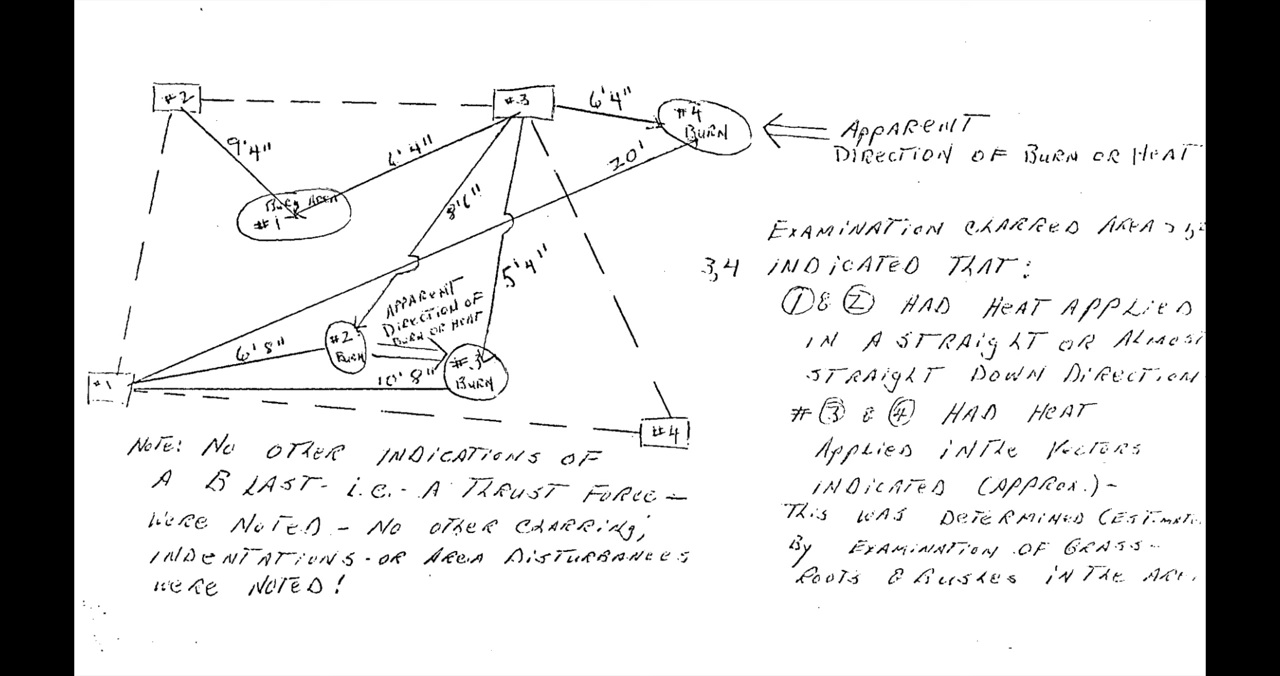 #2
#3
6'4"
#4
BURN
9'4"
6'4"
20'
APPARENT
DIRECTION OF BURN OR HEAT
BURN AREA
#1
8'6"
5'4"
EXAMINATION CHARRED AREA
3,4 INDICATED THAT:
① & ② HAD HEAT APPLIED
IN A STRAIGHT OR ALMOST
STRAIGHT DOWN DIRECTION
# ③ & ④ HAD HEAT
APPLIED IN THE VECTORS
INDICATED (APPROX.) -
THIS WAS DETERMINED (ESTIMATE
BY EXAMINATION OF GRASS -
ROOTS & BUSHES IN THE
APPARENT
DIRECTION OF
BURN OR HEAT
#2
BURN
6'8"
#3
BURN
10'8"
#1
#4
NOTE: NO OTHER INDICATIONS OF
A BLAST - i.e. - A THRUST FORCE -
WERE NOTED - NO OTHER CHARRING,
INDENTATIONS - OR AREA DISTURBANCES
WERE NOTED!